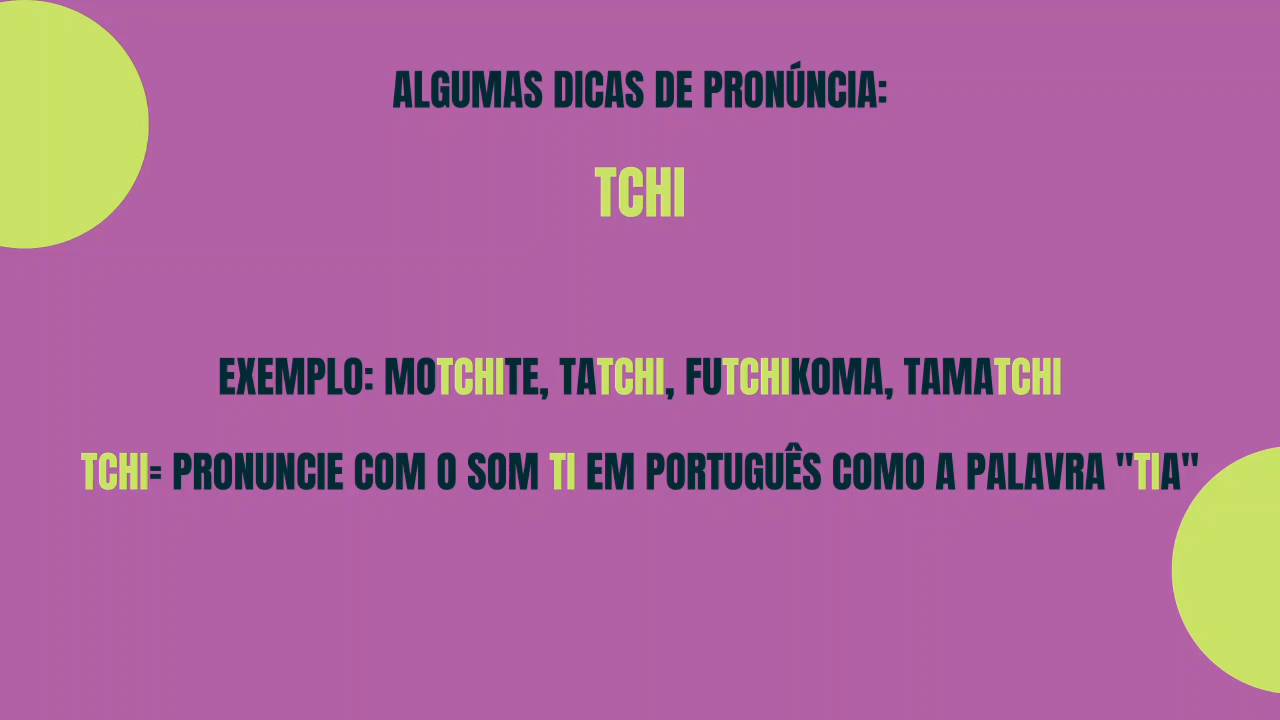 ALGUMAS DICAS DE PRONÚNCIA:
TCHI
EXEMPLO: MOTCHITE, TATCHI, FUTCHIKOMA, TAMATCHI
TCHI= PRONUNCIE COM O SOM TI EM PORTUGUÊS COMO A PALAVRA "TIA"